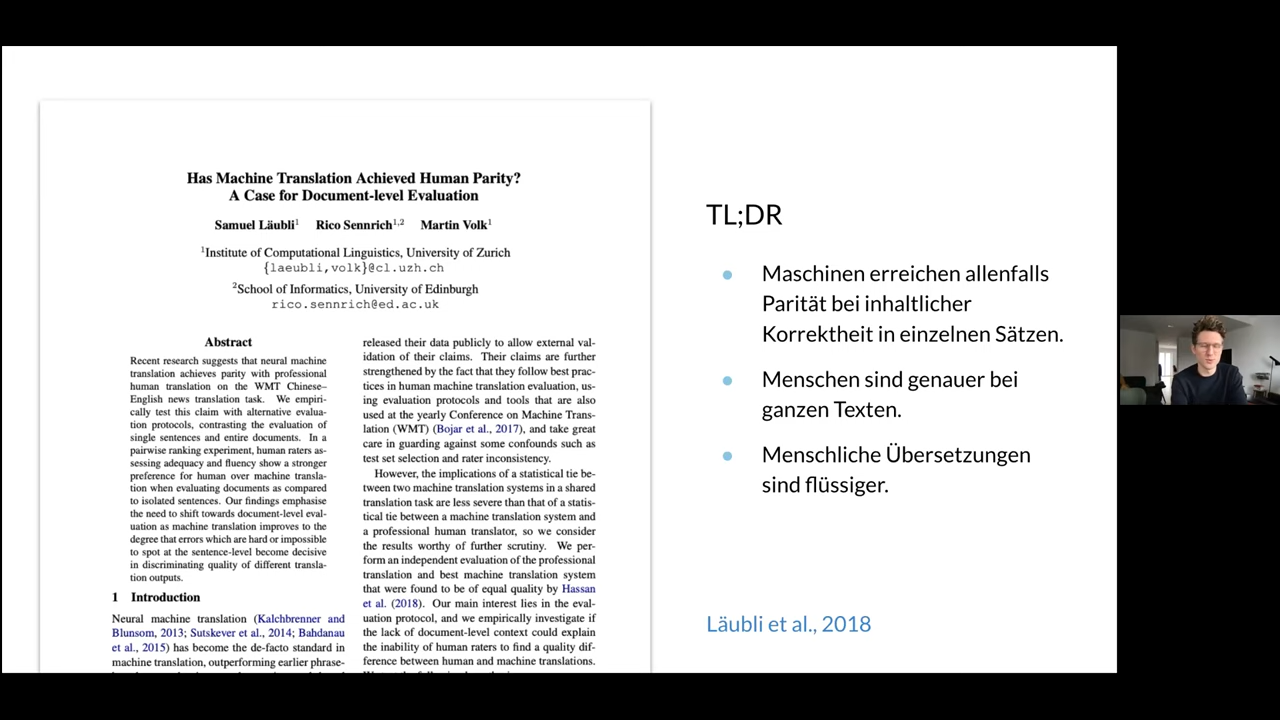 Has Machine Translation Achieved Human Parity?
A Case for Document-level Evaluation
Samuel Läubli1 Rico Sennrich1,2 Martin Volk1
1Institute of Computational Linguistics, University of Zurich
{laeubli,volk}@cl.uzh.ch
2School of Informatics, University of Edinburgh
rico.sennrich@ed.ac.uk
Abstract
Recent research suggests that neural machine
translation achieves parity with professional
human translation on the WMT Chinese–
English news translation task. We empiri-
cally test this claim with alternative evalua-
tion protocols, contrasting the evaluation of
single sentences and entire documents. In a
pairwise ranking experiment, human raters as-
sessing adequacy and fluency show a stronger
preference for human over machine transla-
tion when evaluating documents as compared
to isolated sentences. Our findings emphasise
the need to shift towards document-level eval-
uation as machine translation improves to the
degree that errors which are hard or impossible
to spot at the sentence-level become decisive
in discriminating quality of different transla-
tion outputs.
1 Introduction
Neural machine translation (Kalchbrenner and
Blunsom, 2013; Sutskever et al., 2014; Bahdanau
et al., 2015) has become the de-facto standard in
machine translation, outperforming earlier phrase-
released their data publicly to allow external val-
idation of their claims. Their claims are further
strengthened by the fact that they follow best prac-
tices in human machine translation evaluation, us-
ing evaluation protocols and tools that are also
used at the yearly Conference on Machine Trans-
lation (WMT) (Bojar et al., 2017), and take great
care in guarding against some confounds such as
test set selection and rater inconsistency.
However, the implications of a statistical tie be-
tween two machine translation systems in a shared
translation task are less severe than that of a statis-
tical tie between a machine translation system and
a professional human translator, so we consider
the results worthy of further scrutiny. We per-
form an independent evaluation of the professional
translation and best machine translation system
that were found to be of equal quality by Hassan
et al. (2018). Our main interest lies in the eval-
uation protocol, and we empirically investigate if
the lack of document-level context could explain
the inability of human raters to find a quality dif-
ference between human and machine translations.
TL;DR
● Maschinen erreichen allenfalls
Parität bei inhaltlicher
Korrektheit in einzelnen Sätzen.
● Menschen sind genauer bei
ganzen Texten.
● Menschliche Übersetzungen
sind flüssiger.
Läubli et al., 2018